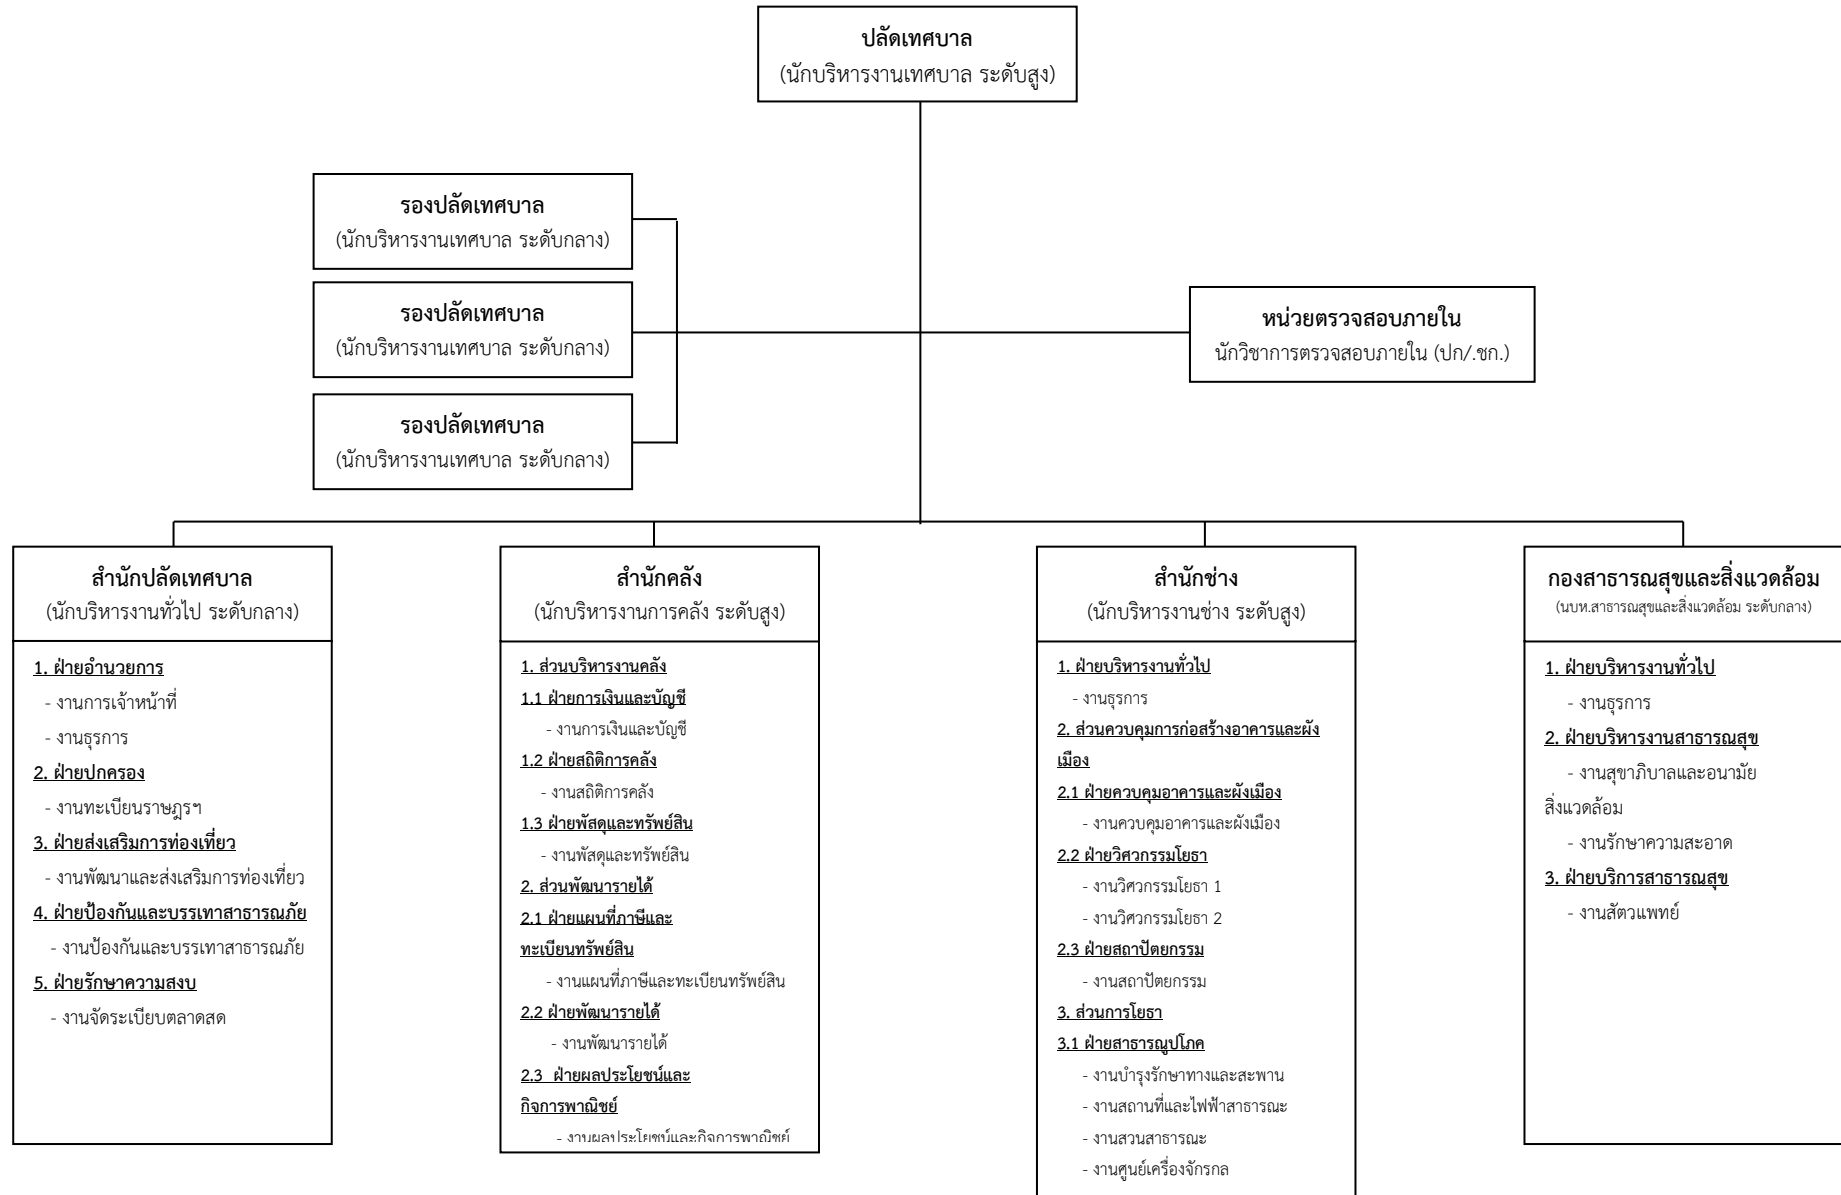 ปลัดเทศบาล
(นักบริหารงานเทศบาล ระดับสูง)
รองปลัดเทศบาล
(นักบริหารงานเทศบาล ระดับกลาง)
รองปลัดเทศบาล
(นักบริหารงานเทศบาล ระดับกลาง)
รองปลัดเทศบาล
(นักบริหารงานเทศบาล ระดับกลาง)
หน่วยตรวจสอบภายใน
นักวิชาการตรวจสอบภายใน (ปก/.ชก.)
สำนักปลัดเทศบาล
(นักบริหารงานทั่วไป ระดับกลาง)
1. ฝ่ายอำนวยการ
- งานการเจ้าหน้าที่
- งานธุรการ
2. ฝ่ายปกครอง
- งานทะเบียนราษฎรฯ
3. ฝ่ายส่งเสริมการท่องเที่ยว
- งานพัฒนาและส่งเสริมการท่องเที่ยว
4. ฝ่ายป้องกันและบรรเทาสาธารณภัย
- งานป้องกันและบรรเทาสาธารณภัย
5. ฝ่ายรักษาความสงบ
- งานจัดระเบียบตลาดสด
สำนักคลัง
(นักบริหารงานการคลัง ระดับสูง)
1. ส่วนบริหารงานคลัง
1.1 ฝ่ายการเงินและบัญชี
- งานการเงินและบัญชี
1.2 ฝ่ายสถิติการคลัง
- งานสถิติการคลัง
1.3 ฝ่ายพัสดุและทรัพย์สิน
- งานพัสดุและทรัพย์สิน
2. ส่วนพัฒนารายได้
2.1 ฝ่ายแผนที่ภาษีและ
ทะเบียนทรัพย์สิน
- งานแผนที่ภาษีและทะเบียนทรัพย์สิน
2.2 ฝ่ายพัฒนารายได้
- งานพัฒนารายได้
2.3 ฝ่ายผลประโยชน์และ
กิจการพาณิชย์
- งานผลประโยชน์และกิจการพาณิชย์
สำนักช่าง
(นักบริหารงานช่าง ระดับสูง)
1. ฝ่ายบริหารงานทั่วไป
- งานธุรการ
2. ส่วนควบคุมการก่อสร้างอาคารและผัง
เมือง
2.1 ฝ่ายควบคุมอาคารและผังเมือง
- งานควบคุมอาคารและผังเมือง
2.2 ฝ่ายวิศวกรรมโยธา
- งานวิศวกรรมโยธา 1
- งานวิศวกรรมโยธา 2
2.3 ฝ่ายสถาปัตยกรรม
- งานสถาปัตยกรรม
3. ส่วนการโยธา
3.1 ฝ่ายสาธารณูปโภค
- งานบำรุงรักษาทางและสะพาน
- งานสถานที่และไฟฟ้าสาธารณะ
- งานสวนสาธารณะ
- งานศูนย์เครื่องจักรกล
กองสาธารณสุขและสิ่งแวดล้อม
(นบห.สาธารณสุขและสิ่งแวดล้อม ระดับกลาง)
1. ฝ่ายบริหารงานทั่วไป
- งานธุรการ
2. ฝ่ายบริหารงานสาธารณสุข
- งานสุขาภิบาลและอนามัย
สิ่งแวดล้อม
- งานรักษาความสะอาด
3. ฝ่ายบริการสาธารณสุข
- งานสัตวแพทย์